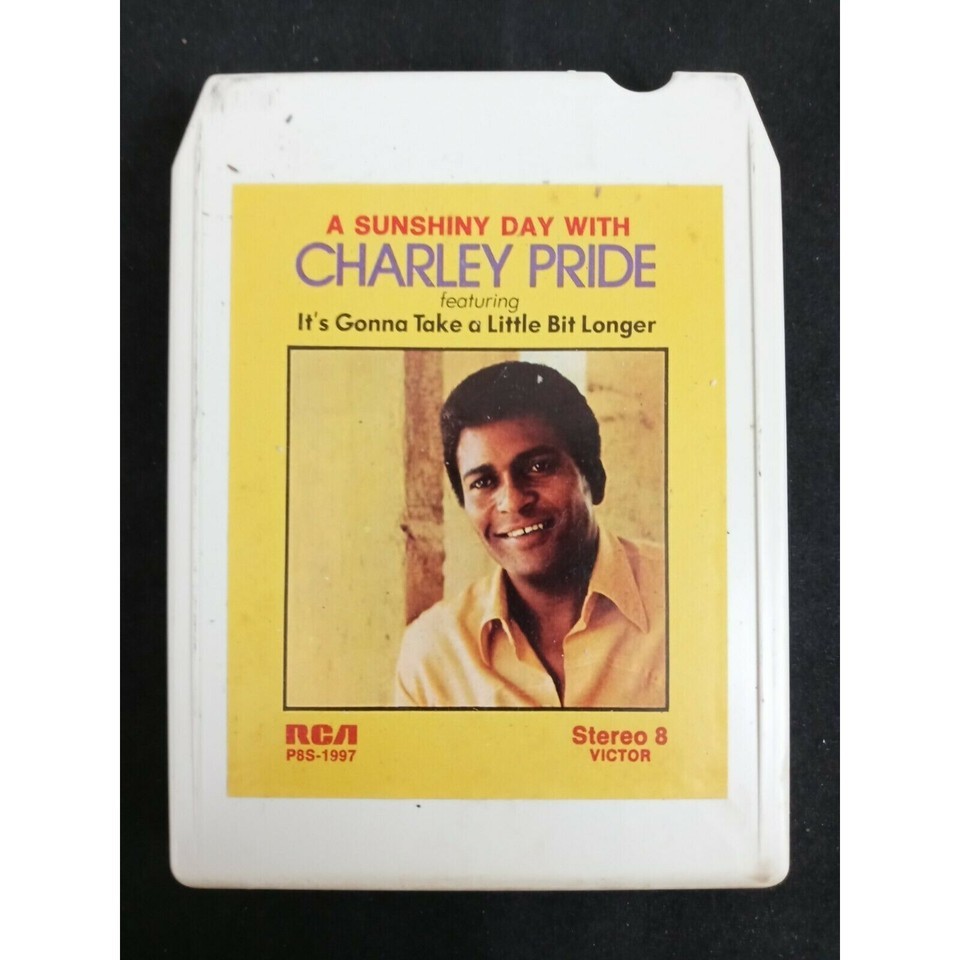 A SUNSHINY DAY WITH
CHARLEY PRIDE
featuring
It's Gonna Take a Little Bit Longer
RCA
P8S-1997
Stereo 8
VICTOR